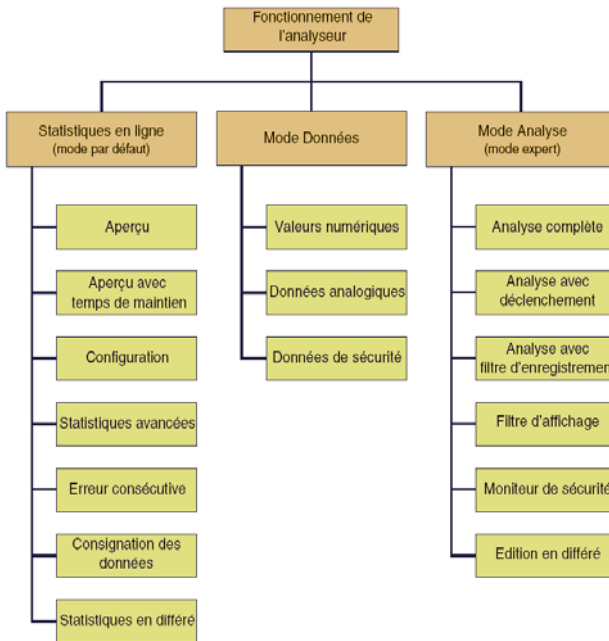 Fonctionnement de
l'analyseur
Statistiques en ligne
(mode par défaut)
Mode Données
Mode Analyse
(mode expert)
Aperçu
Aperçu avec
temps de maintien
Configuration
Statistiques avancées
Erreur consécutive
Consignation des
données
Statistiques en différé
Valeurs numériques
Données analogiques
Données de sécurité
Analyse complète
Analyse avec
déclenchement
Analyse avec
filtre d'enregistremen
Filtre d'affichage
Moniteur de sécurité
Edition en différé